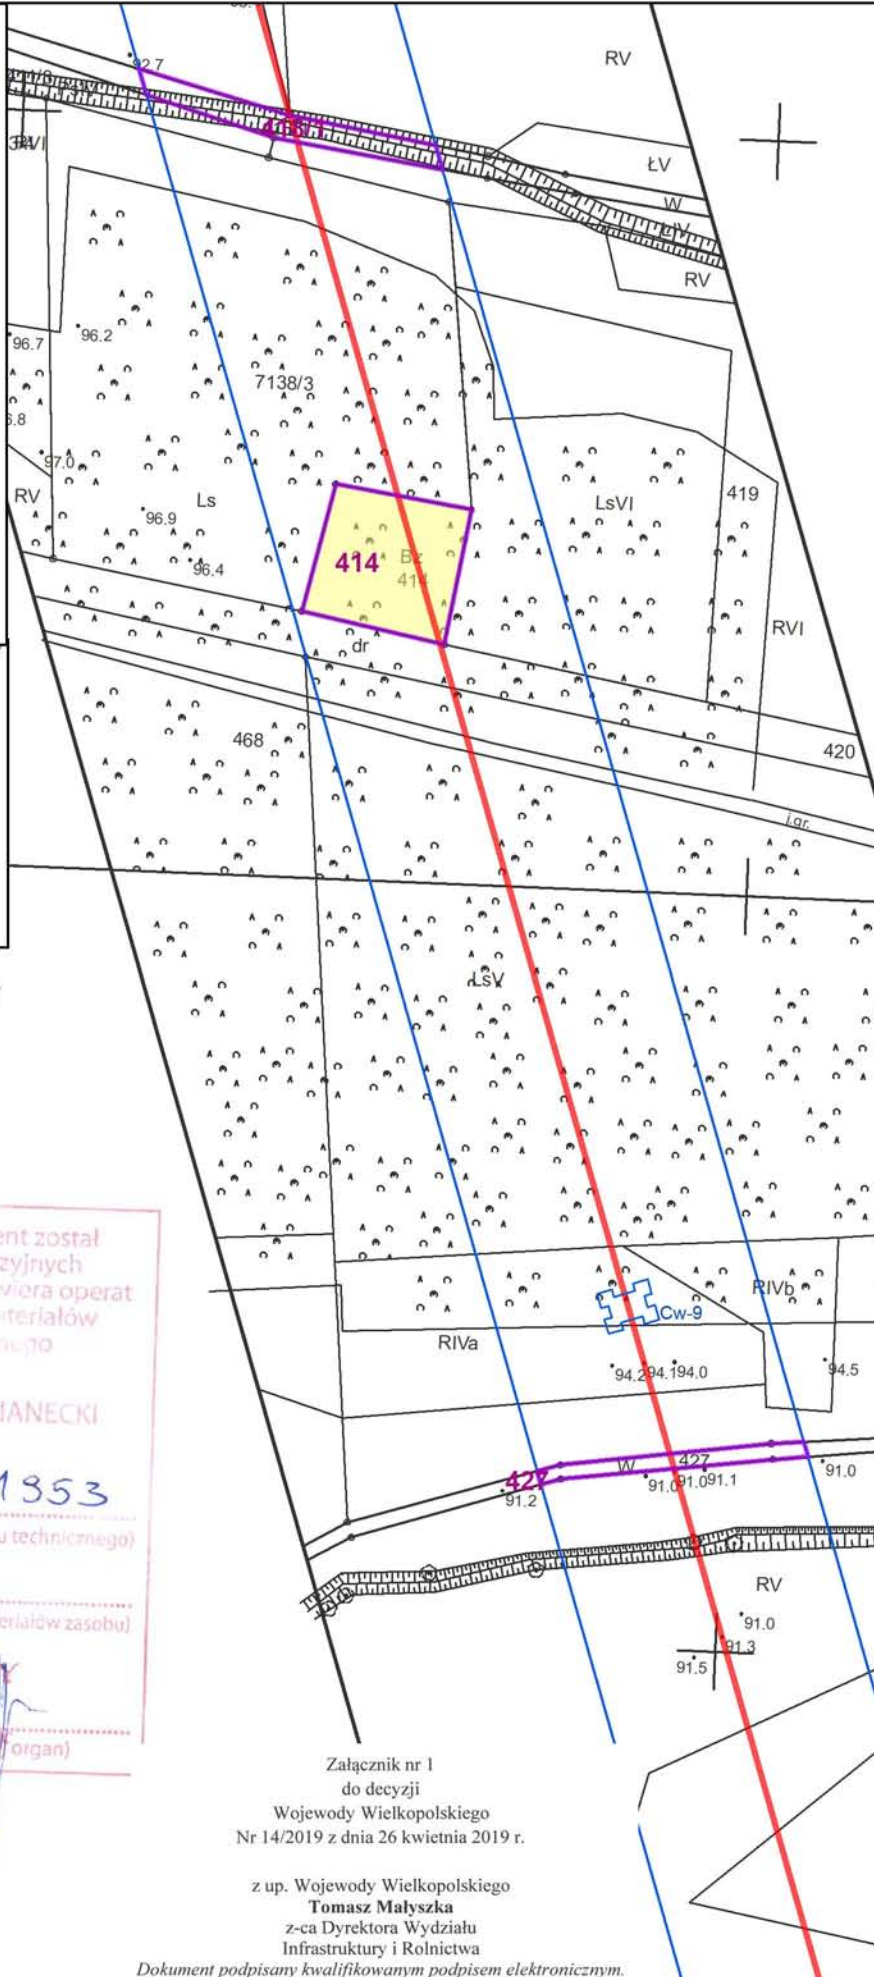 92.7
RV
ŁV
W
RV
96.2
96.7
7138/3
97.0
RV
Ls
96.9
96.4
LsVI
419
414
Bz
414
dr
RVI
468
420
j.gr.
LsV
ent został
zyjnych
wiera operat
ateriałów
nego
MANECKI
1353
u technicznego)
eriałów zasobu)
organ)
RIVb
Cw-9
RIVa
94.2
94.1
94.0
94.5
427
W
427
91.2
91.0
91.0
91.1
91.0
RV
91.0
91.3
91.5
Załącznik nr 1
do decyzji
Wojewody Wielkopolskiego
Nr 14/2019 z dnia 26 kwietnia 2019 r.
z up. Wojewody Wielkopolskiego
Tomasz Małyszka
z-ca Dyrektora Wydziału
Infrastruktury i Rolnictwa
Dokument podpisany kwalifikowanym podpisem elektronicznym.